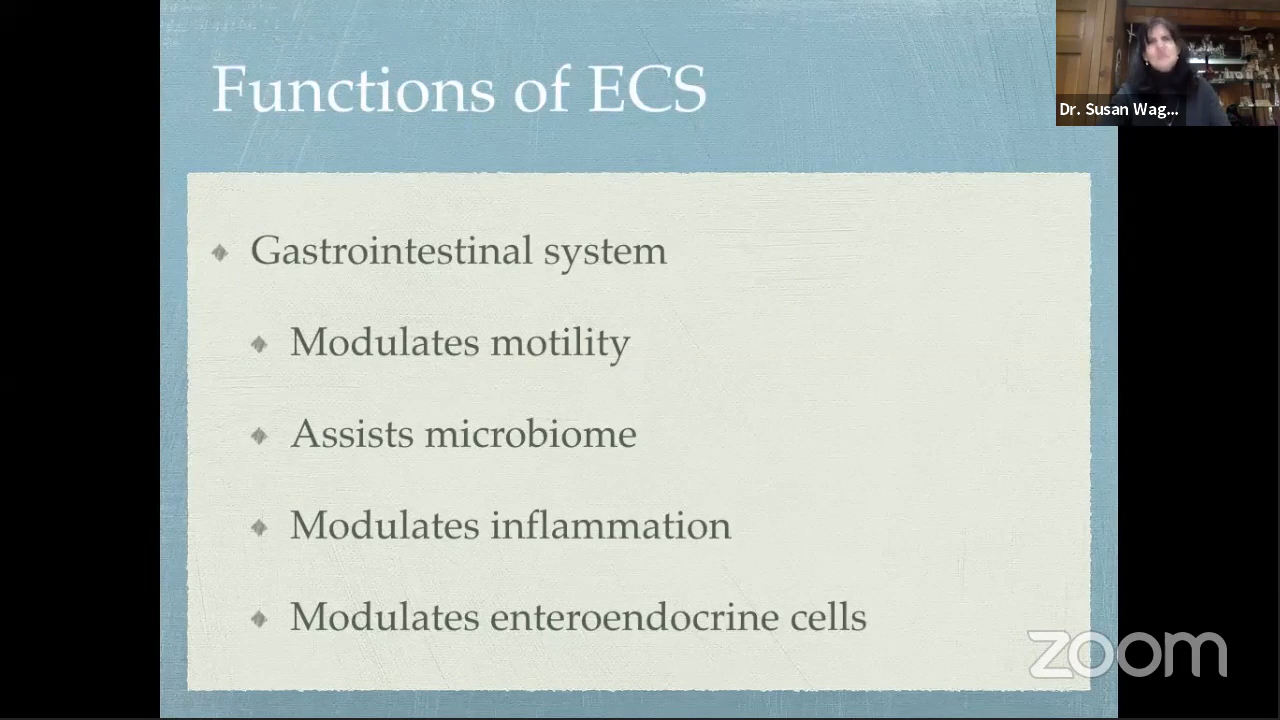 Functions of ECS
Dr. Susan Wag...
Gastrointestinal system
Modulates motility
Assists microbiome
Modulates inflammation
Modulates enteroendocrine cells
zoom